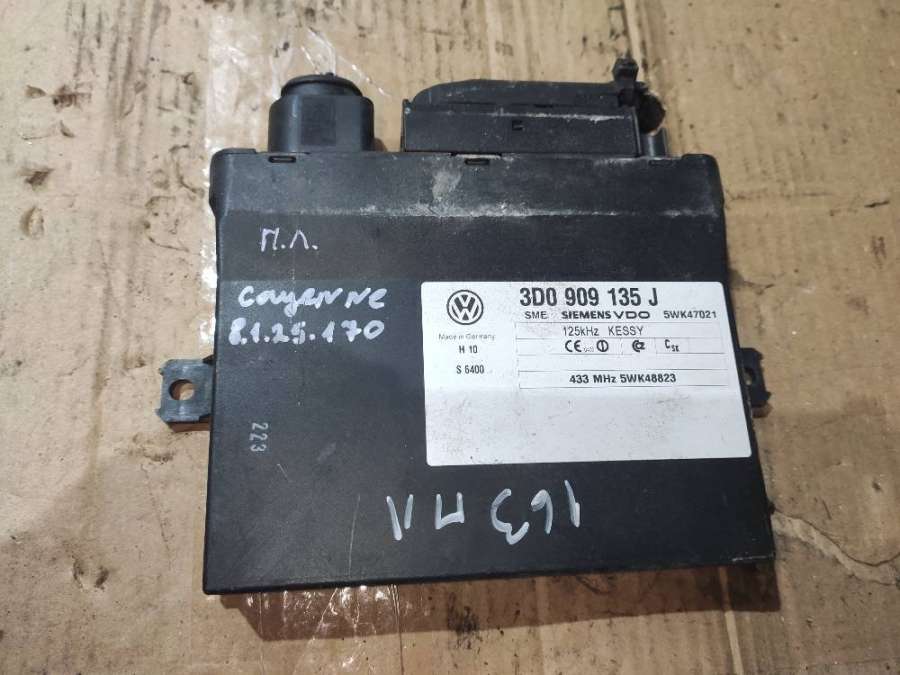 П.Л.
Cayenne
8.1.25.170
3D0 909 135 J
SME SIEMENS VDO 5WK47021
Made in Germany
125kHz KESSY
H 10
S 6400
433 MHz 5WK48823
223
163 ПЛ